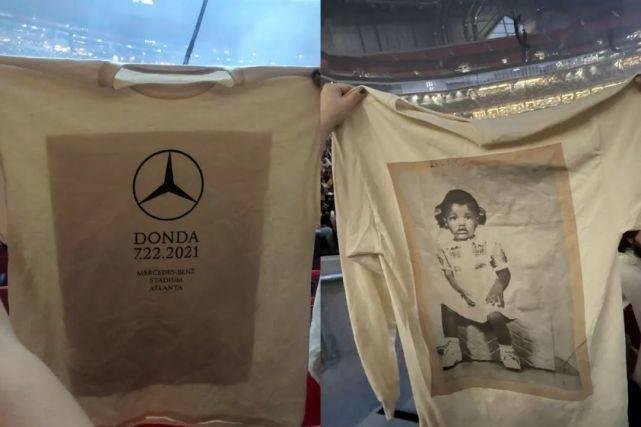 DONDA
7.22.2021
MERCEDES-BENZ
STADIUM
ATLANTA